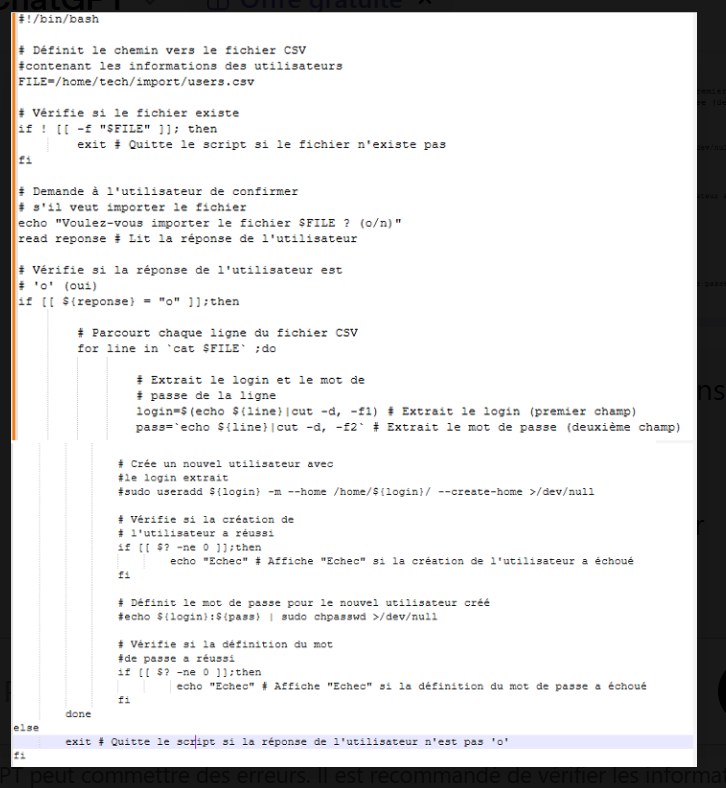 ChatGPT
Offre gratuite
#!/bin/bash
# Définit le chemin vers le fichier CSV
#contenant les informations des utilisateurs
FILE=/home/tech/import/users.csv
# Vérifie si le fichier existe
if ! [[ -f "$FILE" ]]; then
exit # Quitte le script si le fichier n'existe pas
fi
# Demande à l'utilisateur de confirmer
# s'il veut importer le fichier
echo "Voulez-vous importer le fichier $FILE ? (o/n)"
read reponse # Lit la réponse de l'utilisateur
# Vérifie si la réponse de l'utilisateur est
# 'o' (oui)
if [[ ${reponse} = "o" ]];then
# Parcourt chaque ligne du fichier CSV
for line in `cat $FILE` ;do
# Extrait le login et le mot de
# passe de la ligne
login=$(echo ${line}|cut -d, -f1) # Extrait le login (premier champ)
pass=`echo ${line}|cut -d, -f2` # Extrait le mot de passe (deuxième champ)
# Crée un nouvel utilisateur avec
#le login extrait
#sudo useradd ${login} -m --home /home/${login}/ --create-home >/dev/null
# Vérifie si la création de
# l'utilisateur a réussi
if [[ $? -ne 0 ]];then
echo "Echec" # Affiche "Echec" si la création de l'utilisateur a échoué
fi
# Définit le mot de passe pour le nouvel utilisateur créé
#echo ${login}:${pass} | sudo chpasswd >/dev/null
# Vérifie si la définition du mot
#de passe a réussi
if [[ $? -ne 0 ]];then
echo "Echec" # Affiche "Echec" si la définition du mot de passe a échoué
fi
done
else
exit # Quitte le script si la réponse de l'utilisateur n'est pas 'o'
fi
PT peut commettre des erreurs. Il est recommandé de vérifier les informat